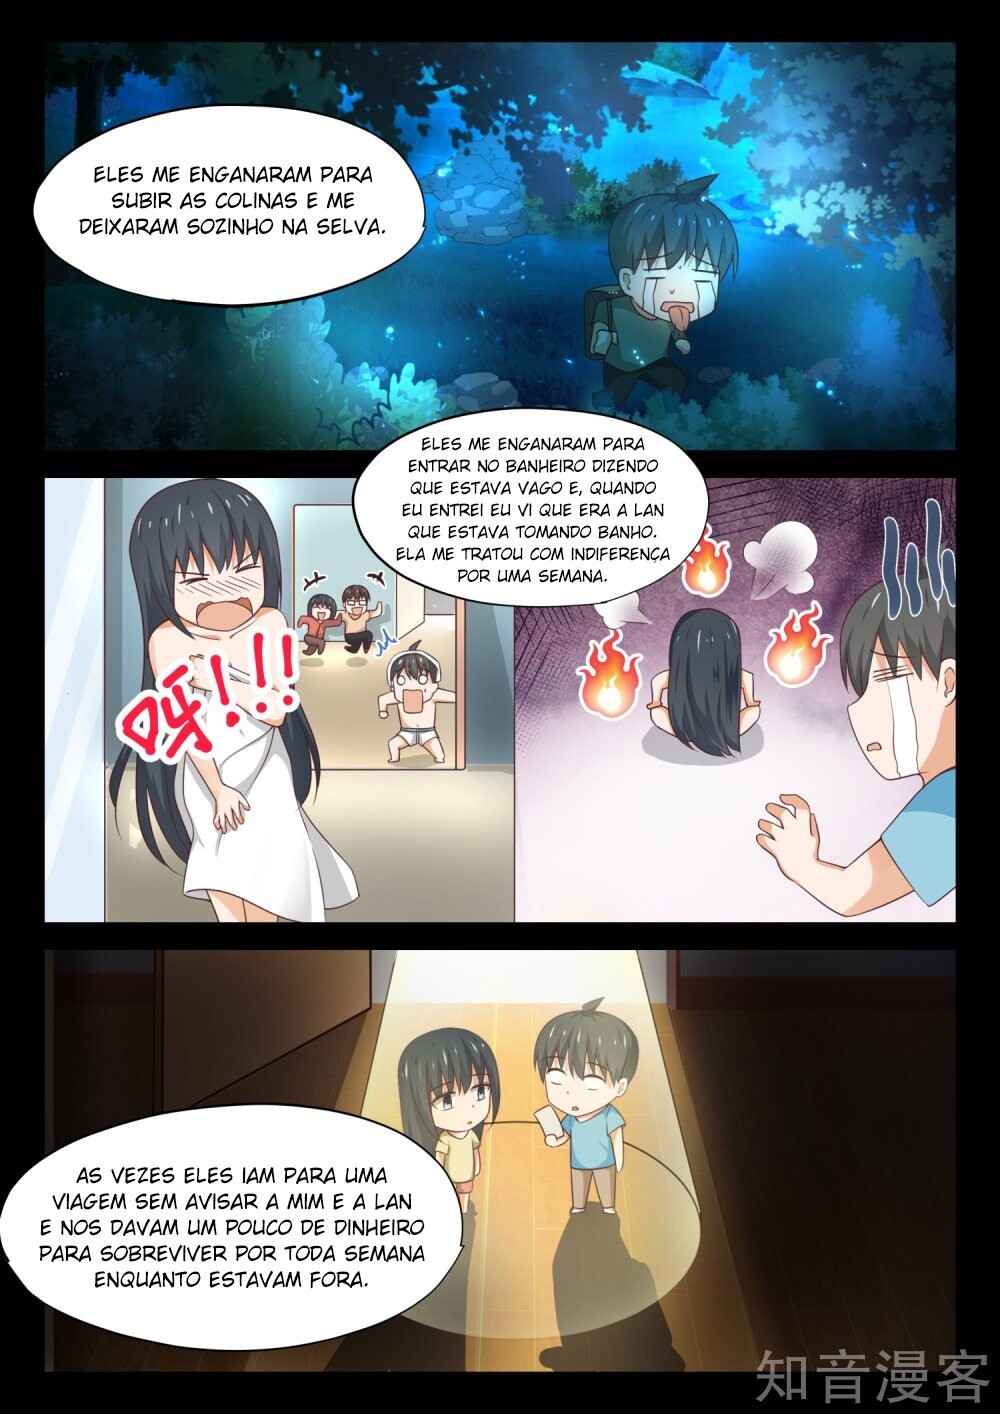 ELES ME ENGANARAM PARA
SUBIR AS COLINAS E ME
DEIXARAM SOZINHO NA SELVA.
ELES ME ENGANARAM PARA
ENTRAR NO BANHEIRO DIZENDO
QUE ESTAVA VAGO E, QUANDO
EU ENTREI EU VI QUE ERA A LAN
QUE ESTAVA TOMANDO BANHO.
ELA ME TRATOU COM INDIFERENÇA
POR UMA SEMANA.
呀!!!
AS VEZES ELES IAM PARA UMA
VIAGEM SEM AVISAR A MIM E A LAN
E NOS DAVAM UM POUCO DE DINHEIRO
PARA SOBREVIVER POR TODA SEMANA
ENQUANTO ESTAVAM FORA.
知音漫客